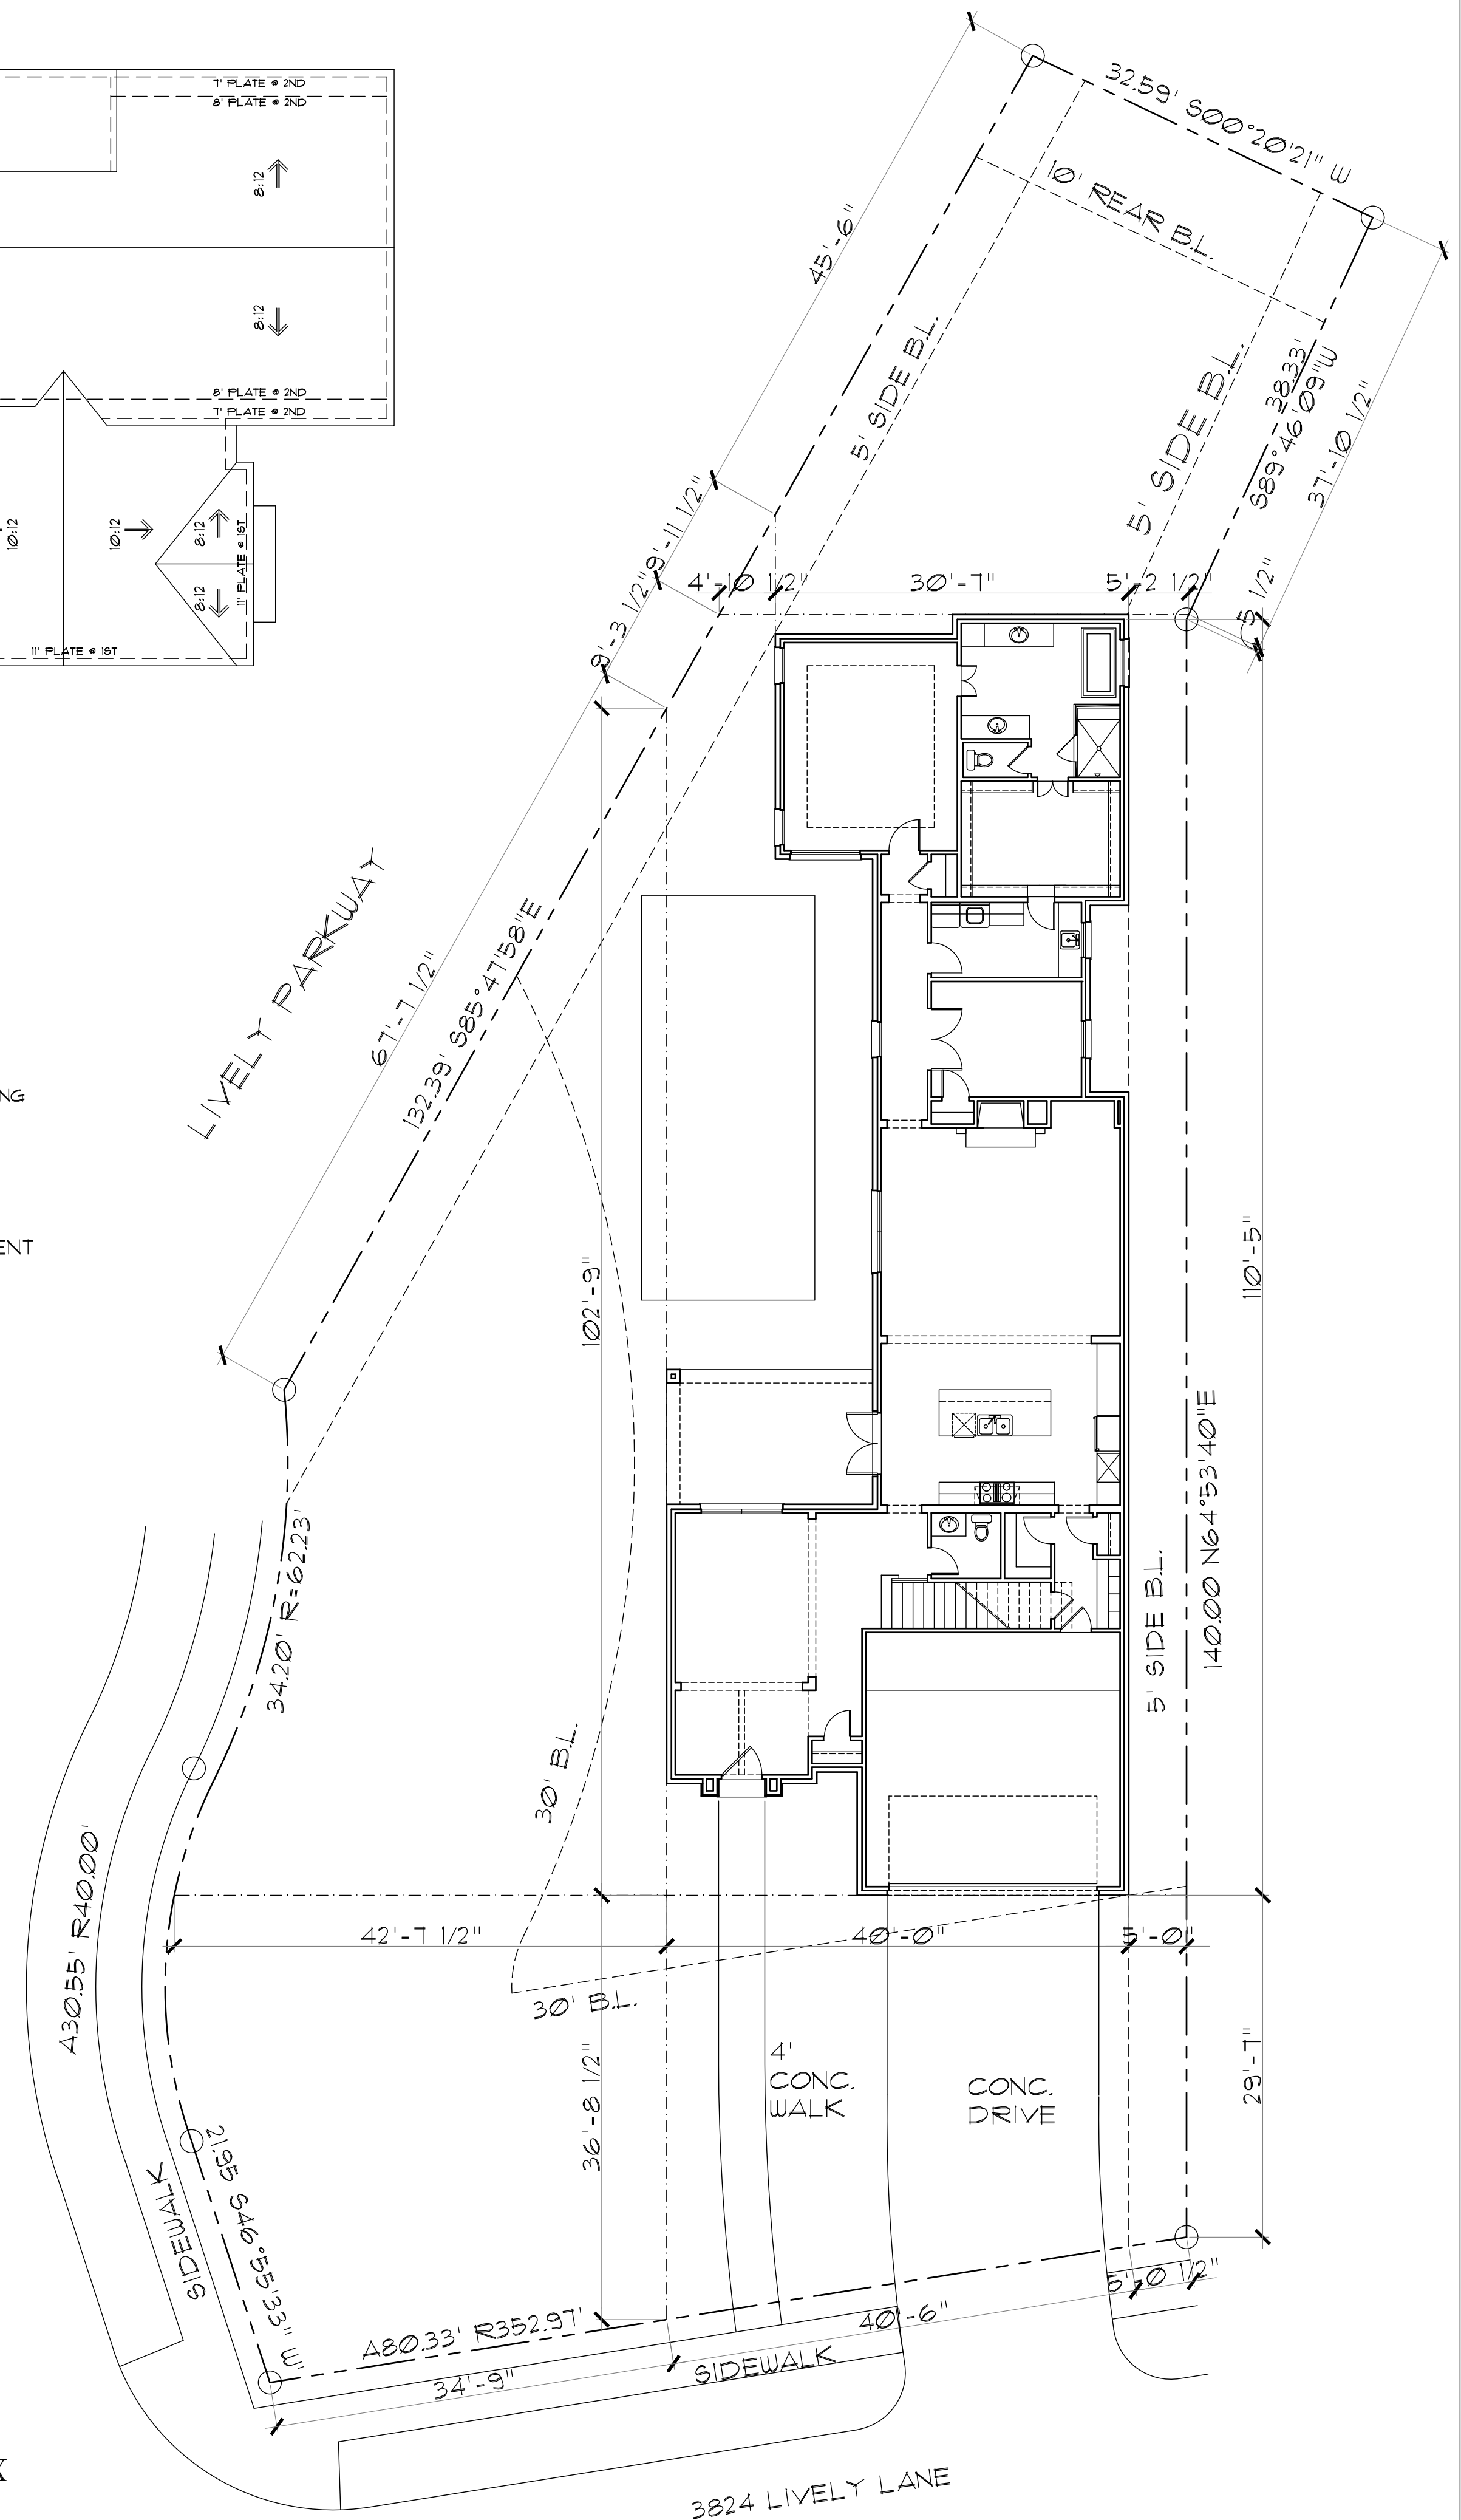 7' PLATE @ 2ND
8' PLATE @ 2ND
8:12
8:12
8' PLATE @ 2ND
7' PLATE @ 2ND
10:12
10:12
8:12
8:12
11' PLATE @ 1ST
11' PLATE @ 1ST
32.59' S00°20'21" W
10' REAR B.L.
45'-6"
5' SIDE B.L.
5' SIDE B.L.
38.33'
S89°46'09"W
37'-10 1/2"
9'-11 1/2"
9'-3 1/2"
4'-10 1/2"
30'-7"
5'-2 1/2"
5 1/2"
LIVELY PARKWAY
67'-7 1/2"
132.39' S85°47'58"E
NG
ENT
102'-9"
110'-5"
34.20' R=62.23'
5' SIDE B.L.
140.00 N64°53'40"E
30' B.L.
A30.55' R40.00'
42'-7 1/2"
40'-0"
5'-0"
30' B.L.
36'-8 1/2"
4'
CONC.
WALK
CONC.
DRIVE
29'-7"
SIDEWALK
21.95 S46°55'33" E
A80.33' R352.97'
5'-0 1/2"
40'-6"
34'-9"
SIDEWALK
X
3824 LIVELY LANE